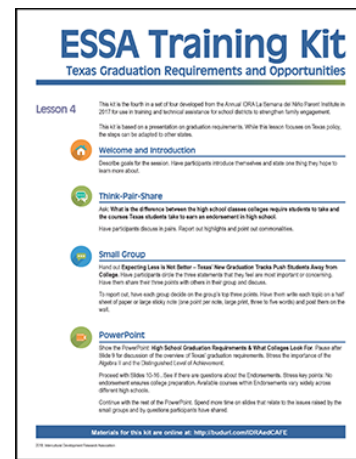 ESSA Training Kit
Texas Graduation Requirements and Opportunities
Lesson 4
This kit is the fourth in a set of four developed from the Annual IDRA La Semana del Niño Parent Institute in
2017 for use in training and technical assistance for school districts to strengthen family engagement.
This kit is based on a presentation on graduation requirements. While this lesson focuses on Texas policy,
the steps can be adapted to other states.
Welcome and Introduction
Describe goals for the session. Have participants introduce themselves and state one thing they hope to
learn more about.
Think-Pair-Share
Ask: What is the difference between the high school classes colleges require students to take and
the courses Texas students take to earn an endorsement in high school.
Have participants discuss in pairs. Report out highlights and point out commonalities.
Small Group
Hand out Expecting Less is Not Better – Texas' New Graduation Tracks Push Students Away from
College. Have participants circle the three statements that they feel are most important or concerning.
Have them share their three points with others in their group and discuss.
To report out, have each group decide on the group's top three points. Have them write each topic on a half
sheet of paper or large sticky note (one point per note, large print, three to five words) and post them on the
wall.
PowerPoint
Show the PowerPoint: High School Graduation Requirements & What Colleges Look For. Pause after
Slide 9 for discussion of the overview of Texas' graduation requirements. Stress the importance of the
Algebra II and the Distinguished Level of Achievement.
Proceed with Slides 10-16. See if there are questions about the Endorsements. Stress key points: No
endorsement ensures college preparation. Available courses within Endorsements vary widely across
different high schools.
Continue with the rest of the PowerPoint. Spend more time on slides that relate to the issues raised by the
small groups and by questions participants have shared.
Materials for this kit are online at: http://budurl.com/IDRAedCAFE
Intercultural Development Research Association